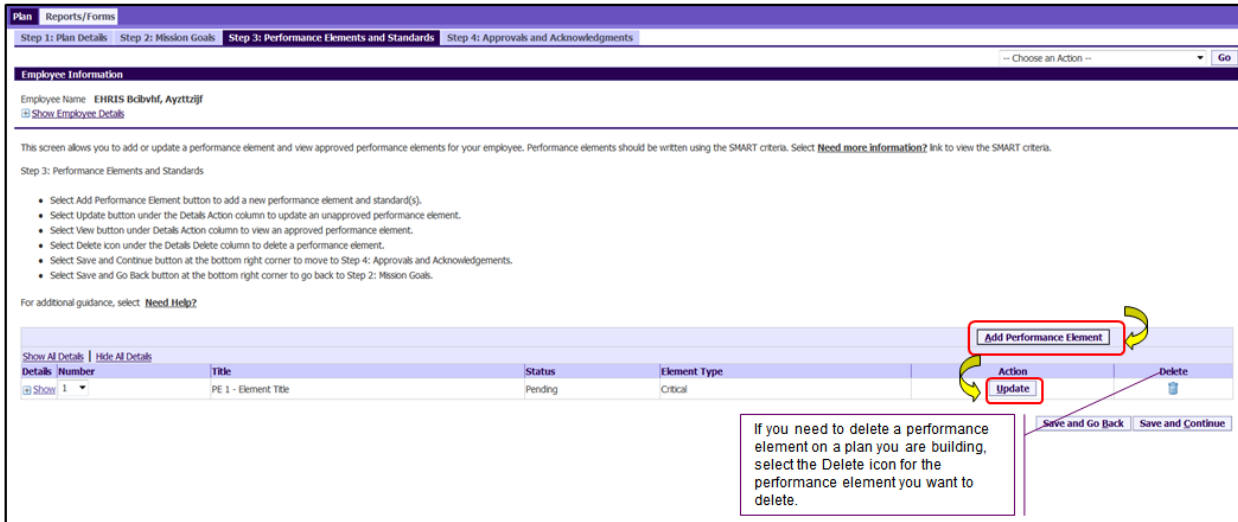 Plan Reports/Forms
Step 1: Plan Details Step 2: Mission Goals Step 3: Performance Elements and Standards Step 4: Approvals and Acknowledgments
-- Choose an Action -- Go
Employee Information
Employee Name EHRIS Bcibvhf, Ayzttzijf
Show Employee Details
This screen allows you to add or update a performance element and view approved performance elements for your employee. Performance elements should be written using the SMART criteria. Select Need more information? link to view the SMART criteria.
Step 3: Performance Elements and Standards
• Select Add Performance Element button to add a new performance element and standard(s).
• Select Update button under the Details Action column to update an unapproved performance element.
• Select View button under Details Action column to view an approved performance element.
• Select Delete icon under the Details Delete column to delete a performance element.
• Select Save and Continue button at the bottom right corner to move to Step 4: Approvals and Acknowledgements.
• Select Save and Go Back button at the bottom right corner to go back to Step 2: Mission Goals.
For additional guidance, select Need Help?
Add Performance Element
Show All Details | Hide All Details
Details Number Title Status Element Type Action Delete
Show 1 PE 1 - Element Title Pending Critical Update
Save and Go Back Save and Continue
If you need to delete a performance
element on a plan you are building,
select the Delete icon for the
performance element you want to
delete.